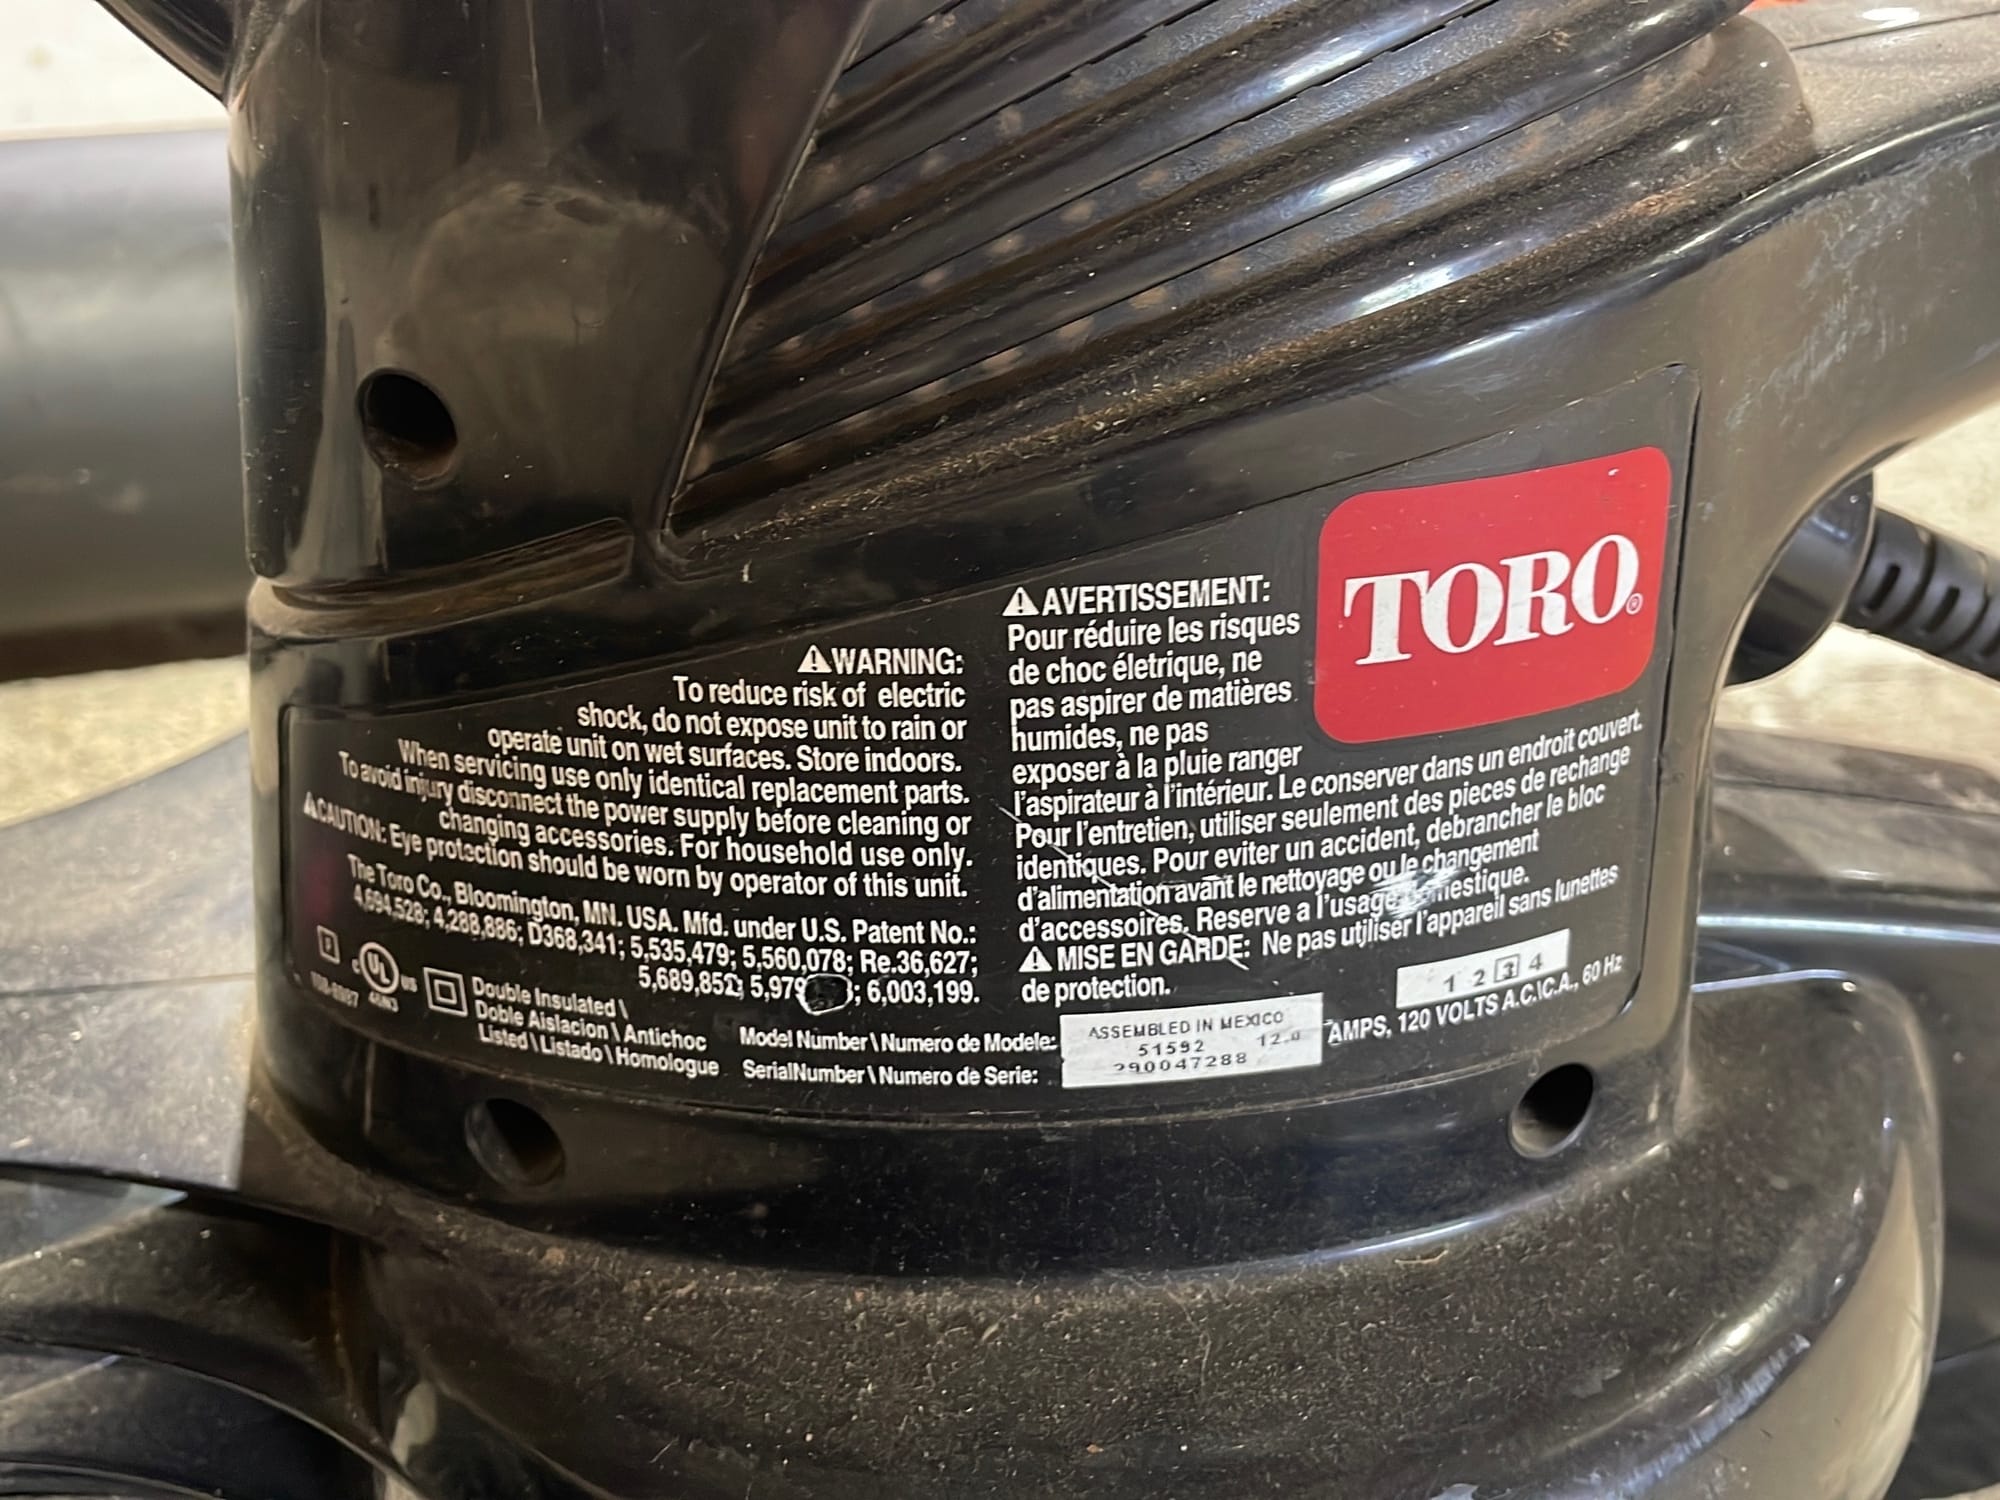 TORO®
WARNING:
To reduce risk of electric
shock, do not expose unit to rain or
operate unit on wet surfaces. Store indoors.
When servicing use only identical replacement parts.
To avoid injury disconnect the power supply before cleaning or
changing accessories. For household use only.
CAUTION: Eye protection should be worn by operator of this unit.
The Toro Co., Bloomington, MN. USA. Mfd. under U.S. Patent No.:
4,694,528; 4,288,886; D368,341; 5,535,479; 5,560,078; Re.36,627;
5,689,852; 6,003,199.
AVERTISSEMENT:
Pour réduire les risques
de choc életrique, ne
pas aspirer de matières
humides, ne pas
exposer à la pluie ranger
l'aspirateur à l'intérieur. Le conserver dans un endroit couvert.
Pour l'entretien, utiliser seulement des pieces de rechange
identiques. Pour eviter un accident, debrancher le bloc
d'alimentation avant le nettoyage ou le changement
d'accessoires. Reserve a l'usage domestique.
MISE EN GARDE: Ne pas utjliser l'appareil sans lunettes
de protection.
c UL us
Double Insulated \
Doble Aislacion \ Antichoc
Listed \ Listado \ Homologue
Model Number \ Numero de Modele:
SerialNumber \ Numero de Serie:
ASSEMBLED IN MEXICO
51592 12.0
290047288
1 2 3 4
AMPS, 120 VOLTS A.C.\C.A., 60 Hz